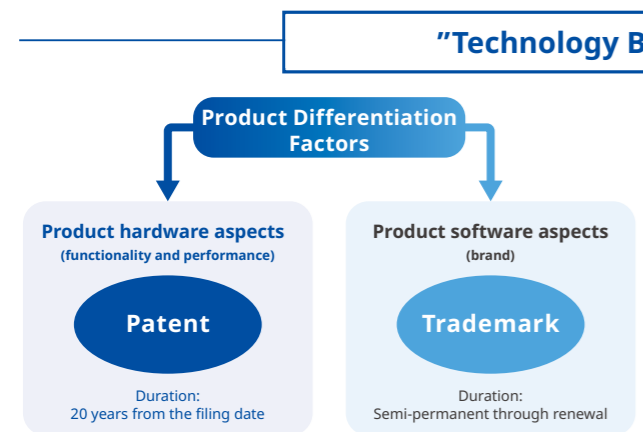 ”Technology B
Product Differentiation
Factors
Product hardware aspects
(functionality and performance)
Patent
Duration:
20 years from the filing date
Product software aspects
(brand)
Trademark
Duration:
Semi-permanent through renewal